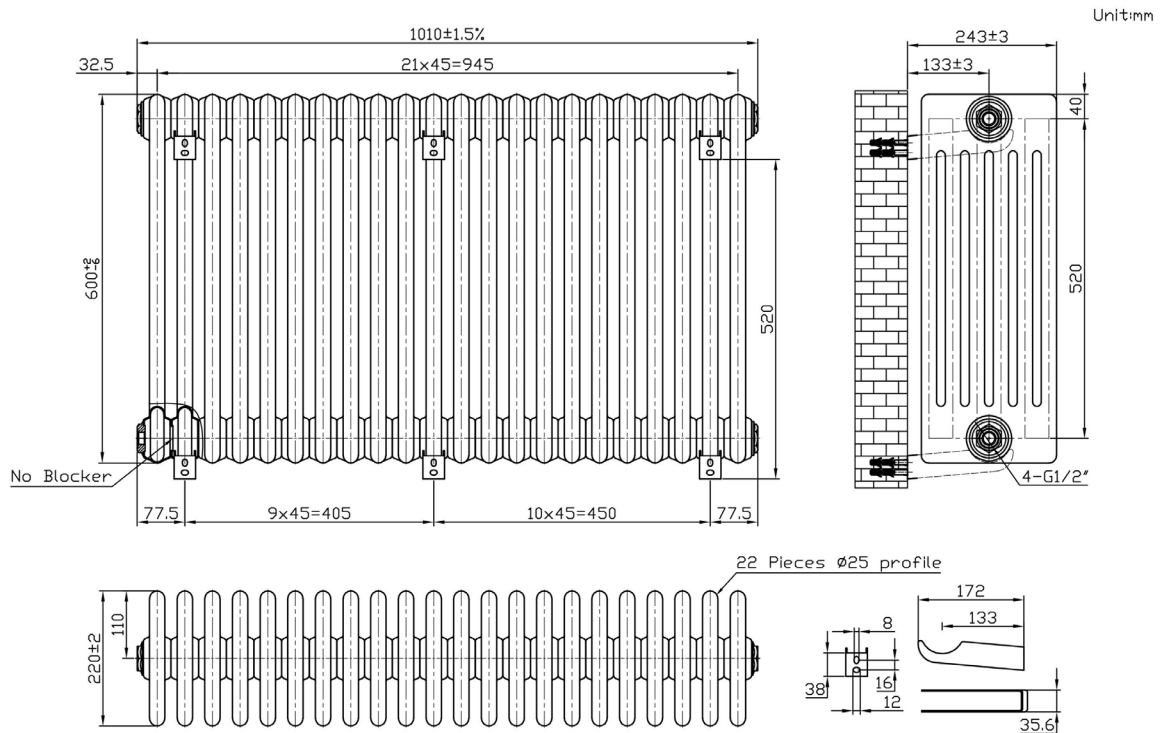 Unit:mm
1010±1.5%
243±3
32.5
21x45=945
133±3
40
600±
520
520
No Blocker
4-G1/2″
77.5
9x45=405
10x45=450
77.5
22 Pieces Ø25 profile
172
110
8
133
220±2
38
16
12
35.6